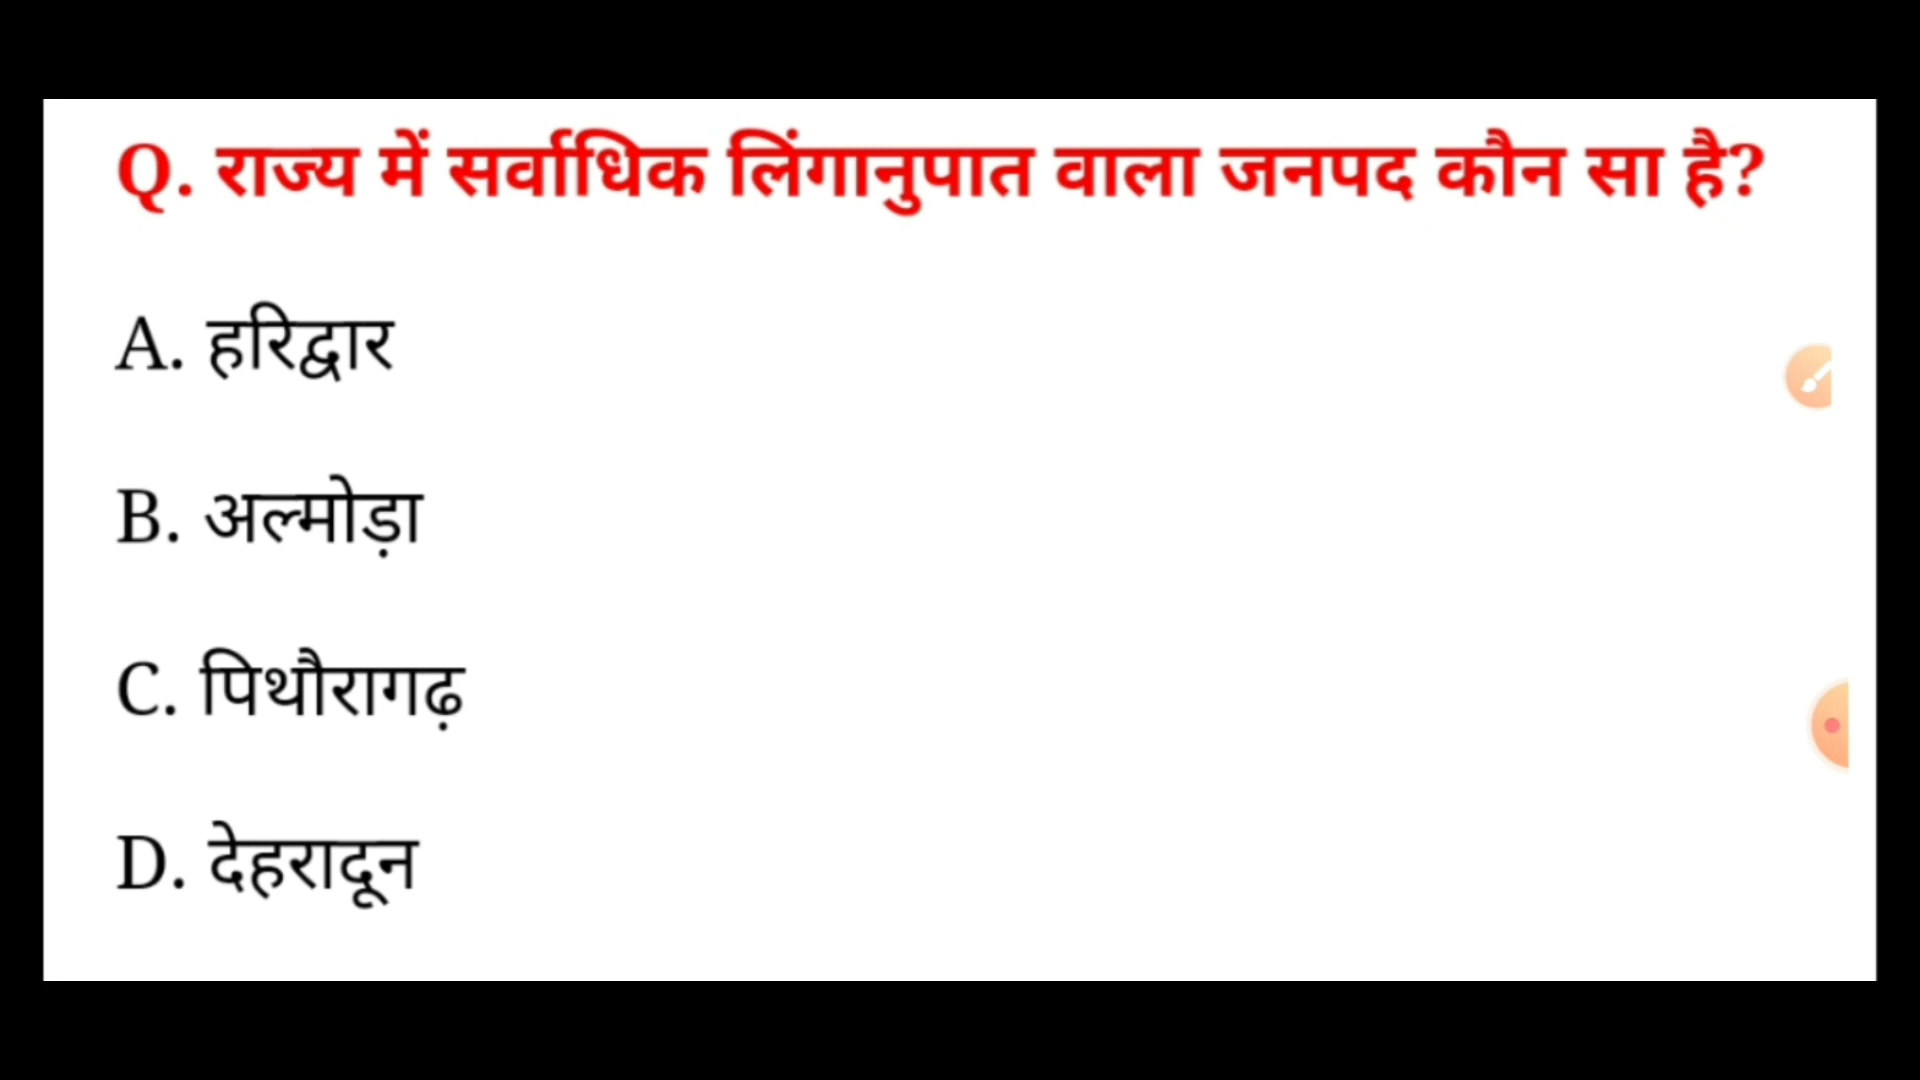 Q. राज्य में सर्वाधिक लिंगानुपात वाला जनपद कौन सा है?
A. हरिद्वार
B. अल्मोड़ा
C. पिथौरागढ़
D. देहरादून